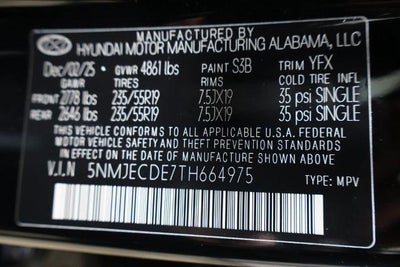 MANUFACTURED BY
HYUNDAI MOTOR MANUFACTURING ALABAMA, LLC
Dec/02/25 GVWR 4861 lbs PAINT S3B TRIM YFX
GAWR TIRES RIMS COLD TIRE INFL
FRONT 2778 lbs 235/55R19 7.5JX19 35 psi SINGLE
REAR 2646 lbs 235/55R19 7.5JX19 35 psi SINGLE
THIS VEHICLE CONFORMS TO ALL APPLICABLE U.S.A. FEDERAL
MOTOR VEHICLE SAFETY AND THEFT PREVENTION STANDARDS
IN EFFECT ON THE DATE OF MANUFACTURE SHOWN ABOVE.
V.I.N 5NMJECDE7TH664975
TYPE: MPV